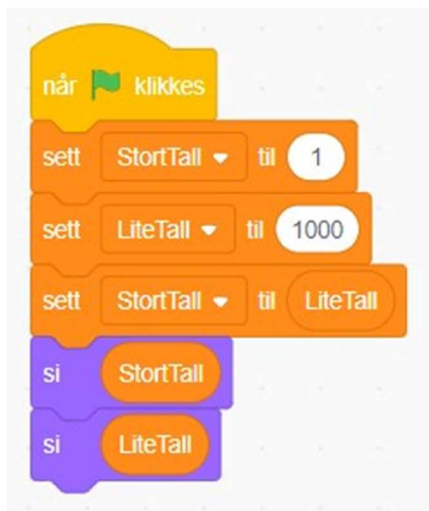 når klikkes
sett StortTall til 1
sett LiteTall til 1000
sett StortTall til LiteTall
si StortTall
si LiteTall